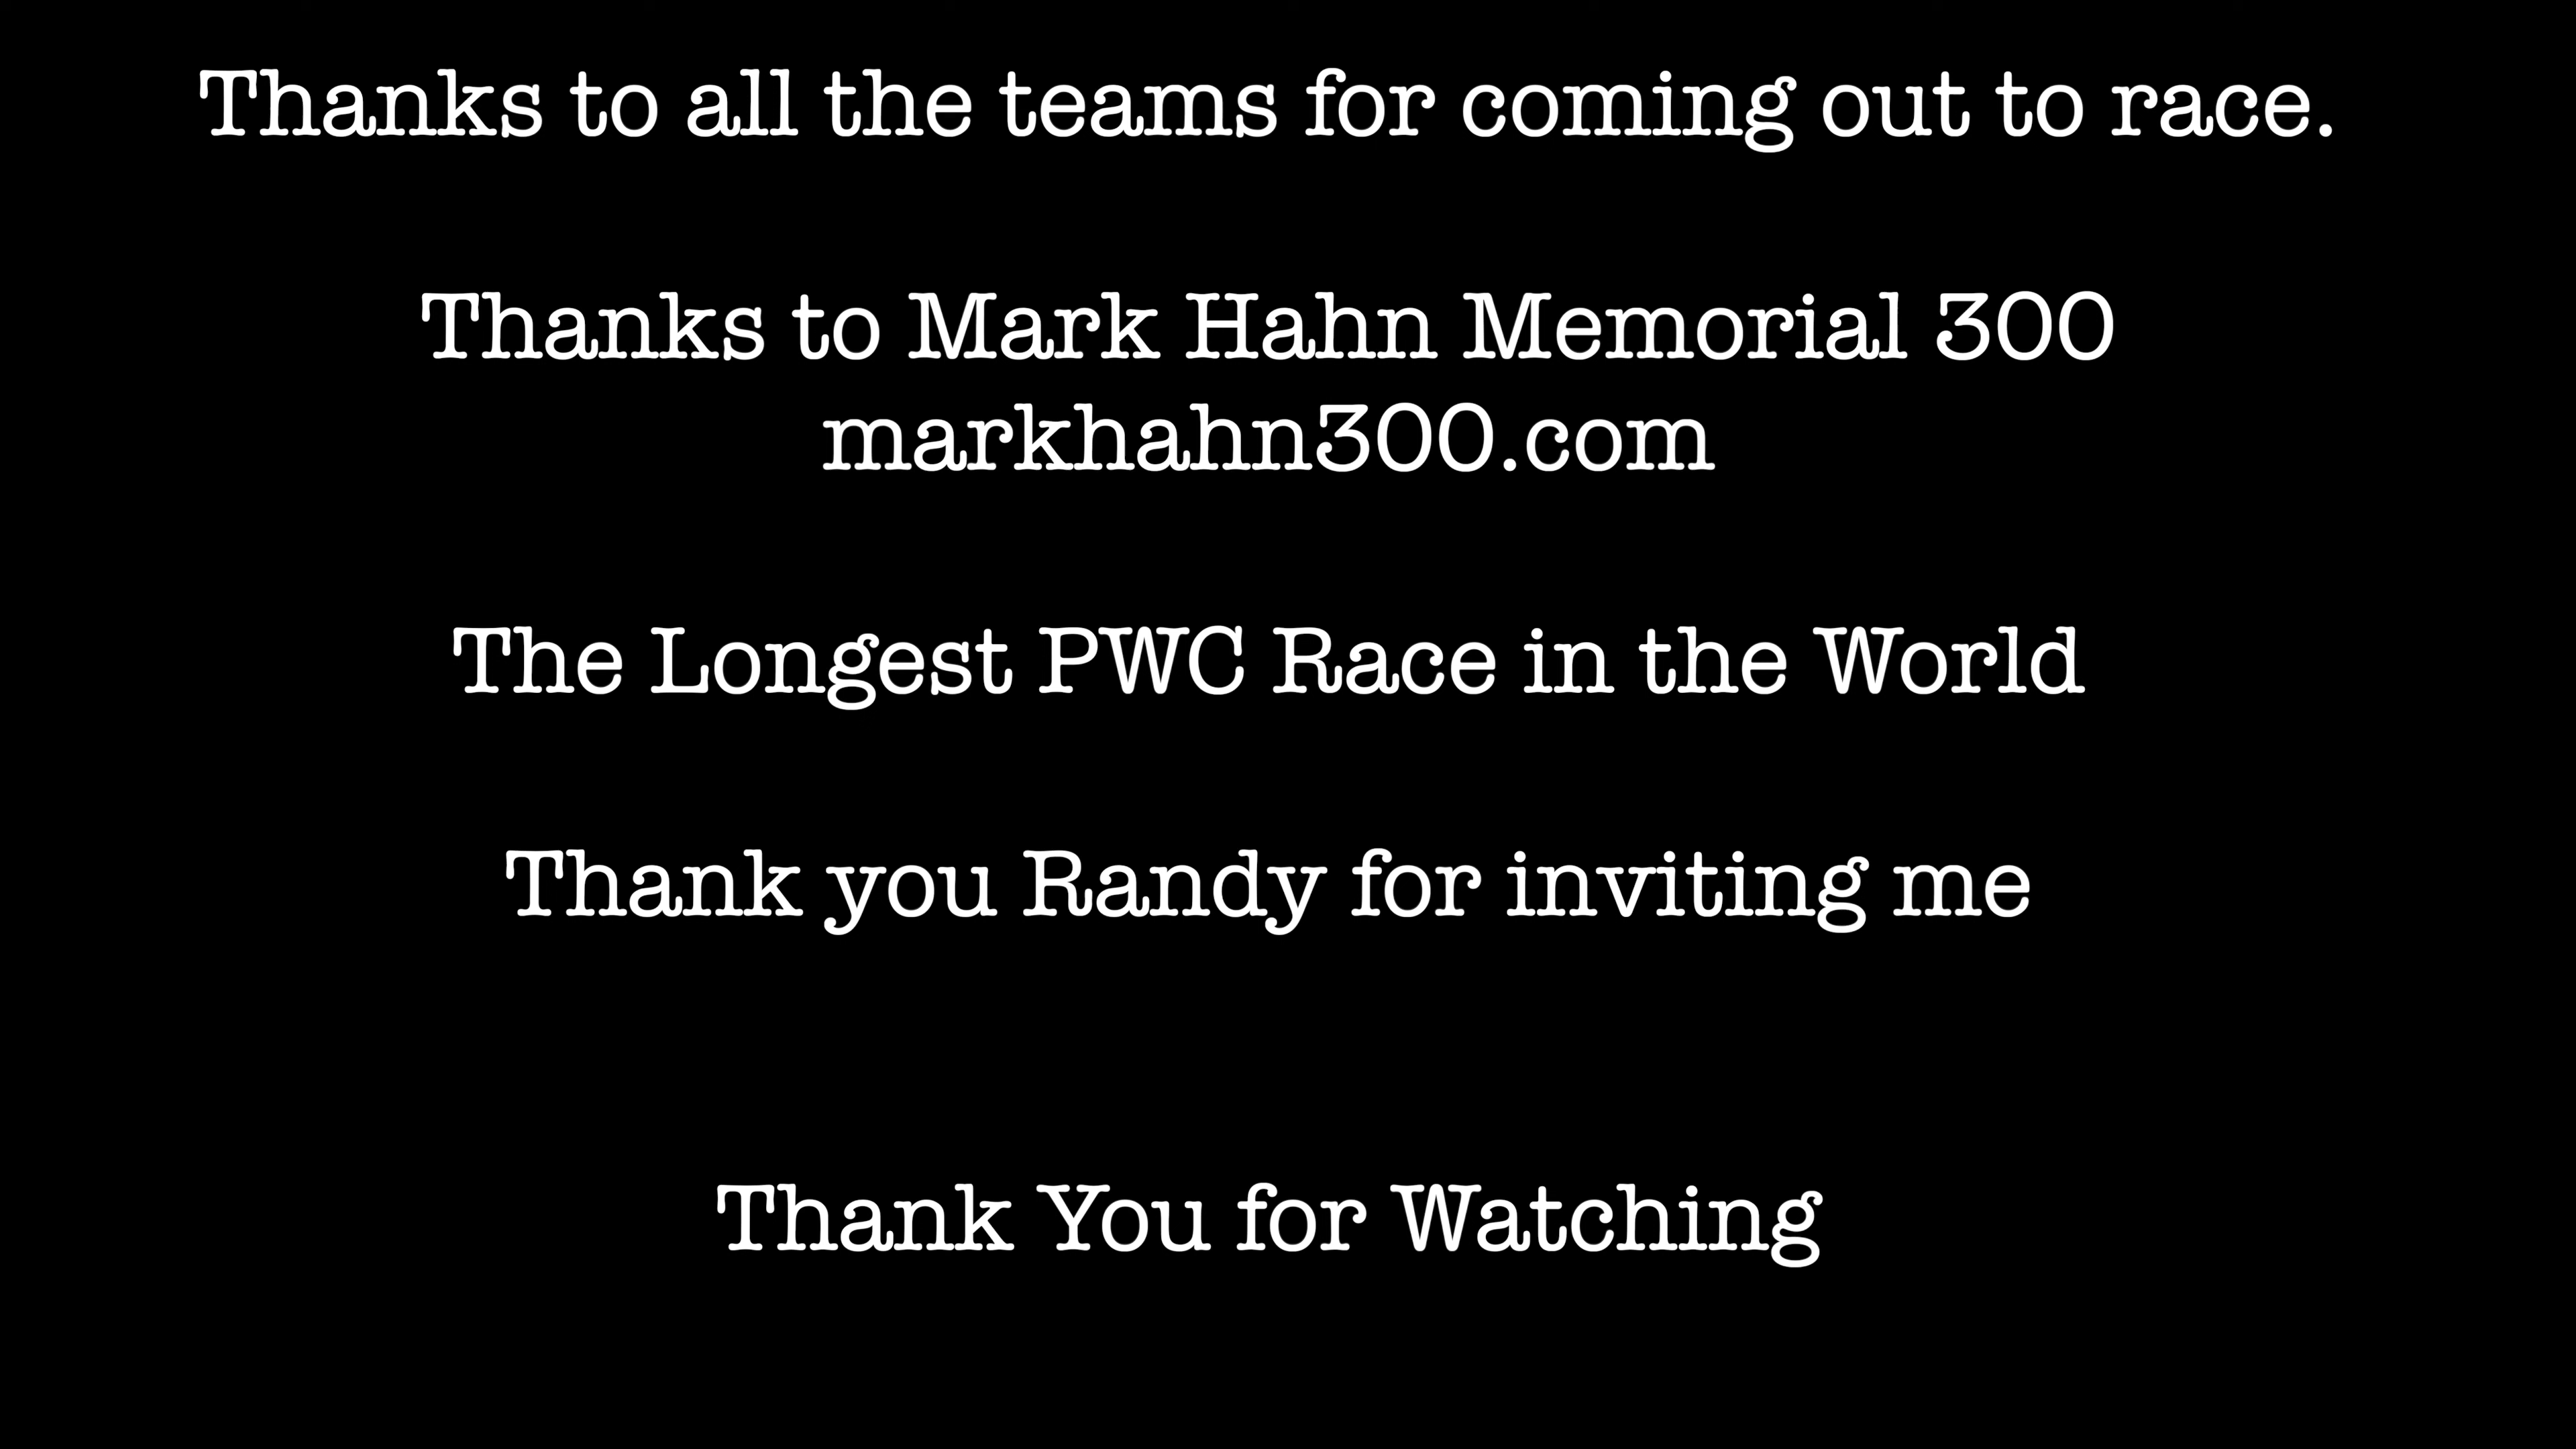 Thanks to all the teams for coming out to race.
Thanks to Mark Hahn Memorial 300
markhahn300.com
The Longest PWC Race in the World
Thank you Randy for inviting me
Thank You for Watching